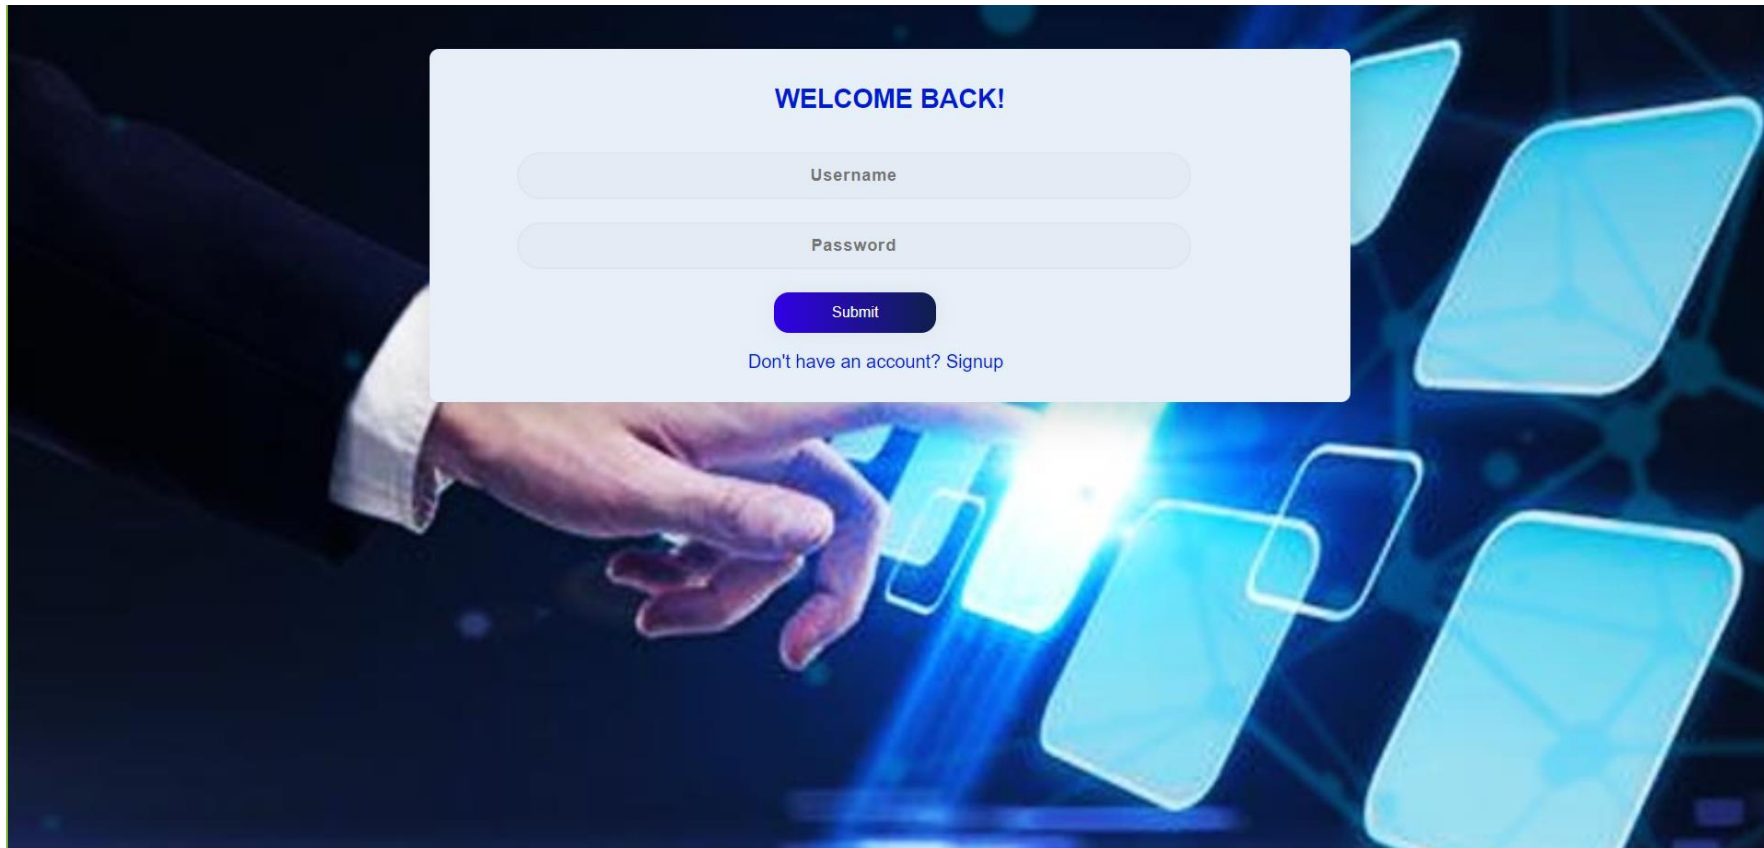 WELCOME BACK!
Username
Password
Submit
Don't have an account? Signup